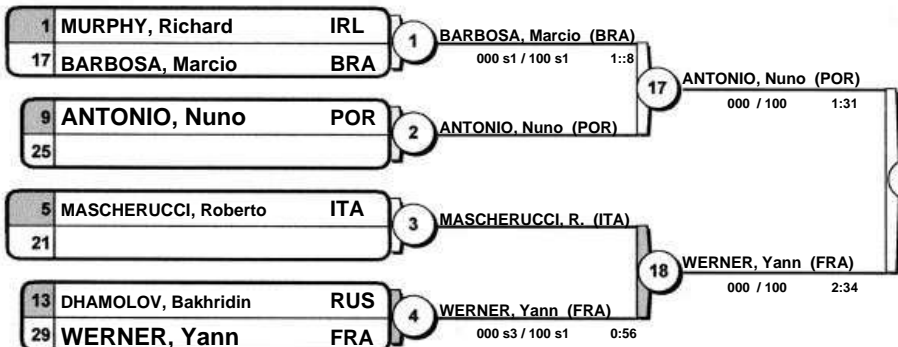 1 MURPHY, Richard IRL
17 BARBOSA, Marcio BRA
1
BARBOSA, Marcio (BRA)
000 s1 / 100 s1 1::8
9 ANTONIO, Nuno POR
25
2
ANTONIO, Nuno (POR)
17
ANTONIO, Nuno (POR)
000 / 100 1:31
5 MASCHERUCCI, Roberto ITA
21
3
MASCHERUCCI, R. (ITA)
13 DHAMOLOV, Bakhridin RUS
29 WERNER, Yann FRA
4
WERNER, Yann (FRA)
000 s3 / 100 s1 0:56
18
WERNER, Yann (FRA)
000 / 100 2:34